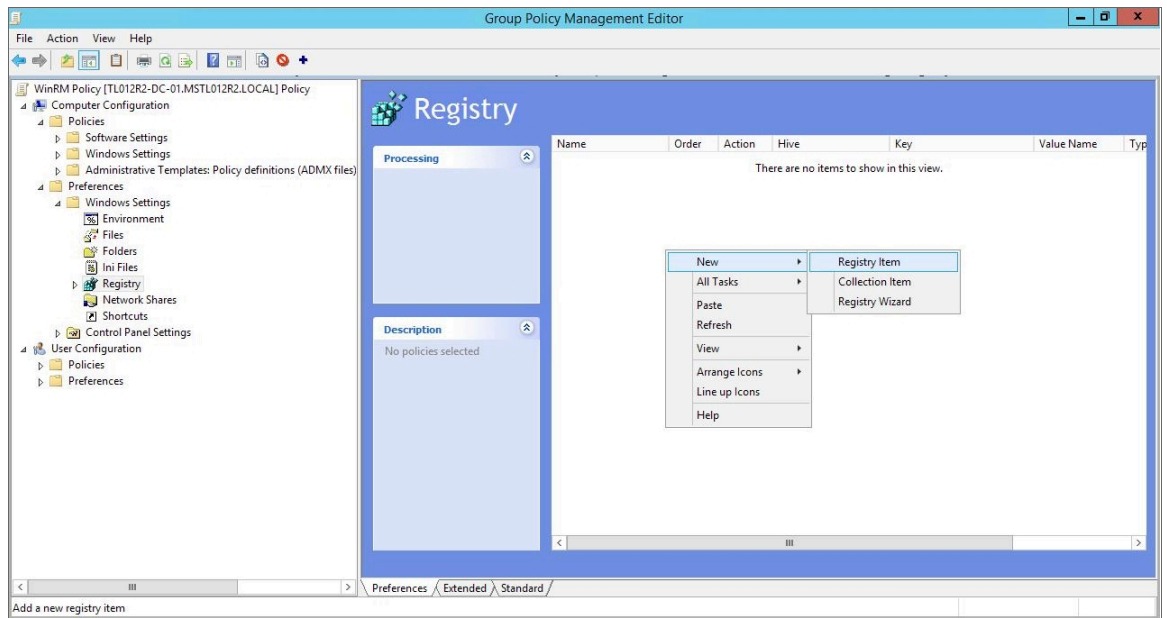 Group Policy Management Editor
File Action View Help
WinRM Policy [TL012R2-DC-01.MSTL012R2.LOCAL] Policy
Computer Configuration
Policies
Software Settings
Windows Settings
Administrative Templates: Policy definitions (ADMX files)
Preferences
Windows Settings
Environment
Files
Folders
Ini Files
Registry
Network Shares
Shortcuts
Control Panel Settings
User Configuration
Policies
Preferences
Registry
Processing
Description
No policies selected
Name Order Action Hive Key Value Name Typ
There are no items to show in this view.
New
All Tasks
Paste
Refresh
View
Arrange Icons
Line up Icons
Help
Registry Item
Collection Item
Registry Wizard
Preferences Extended Standard
Add a new registry item